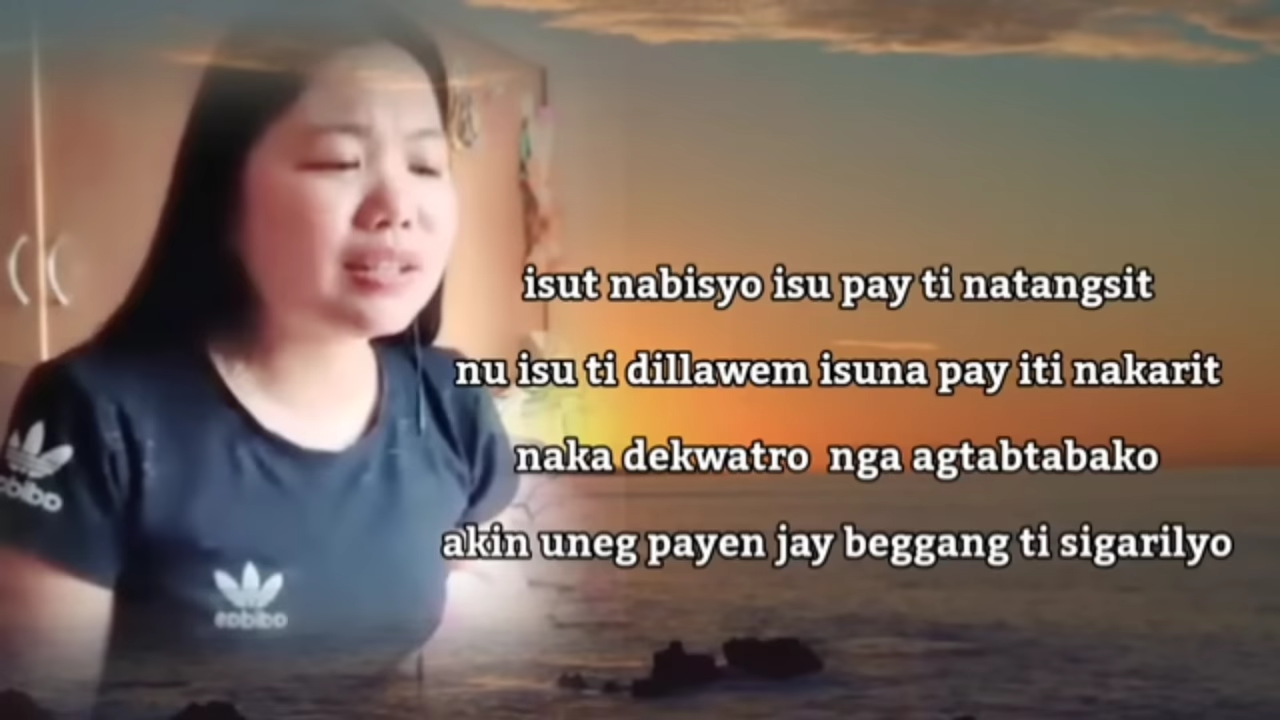 isut nabisyo isu pay ti natangsit
nu isu ti dillawem isuna pay iti nakarit
naka dekwatro nga agtabtabako
akin uneg payen jay beggang ti sigarilyo